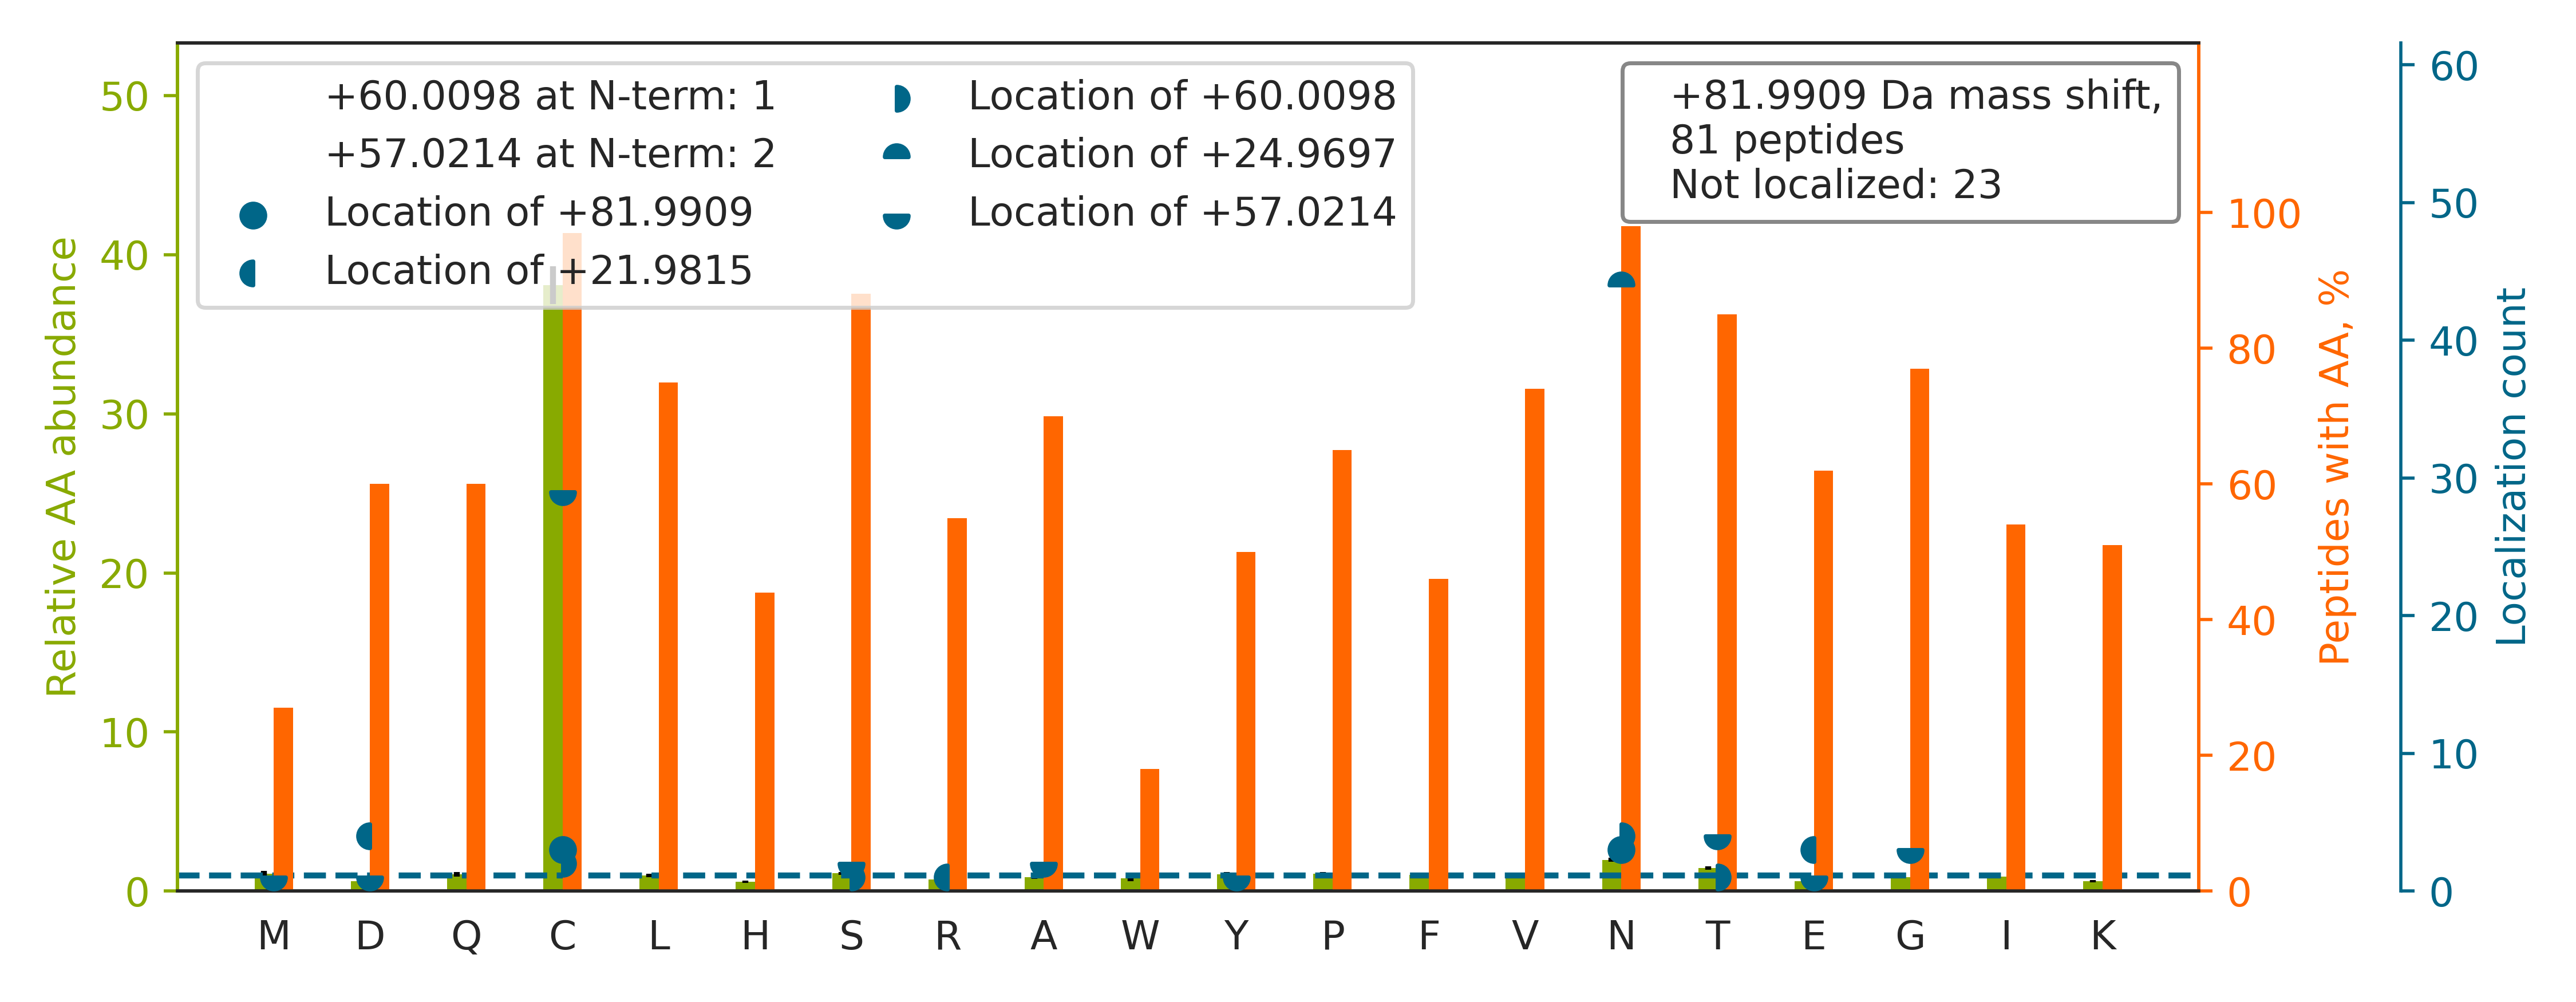 +60.0098 at N-term: 1
+57.0214 at N-term: 2
Location of +81.9909
Location of +21.9815
Location of +60.0098
Location of +24.9697
Location of +57.0214
+81.9909 Da mass shift,
81 peptides
Not localized: 23
Relative AA abundance
50
40
30
20
10
0
100
80
60
40
20
0
Peptides with AA, %
60
50
40
30
20
10
0
Localization count
M D Q C L H S R A W Y P F V N T E G I K